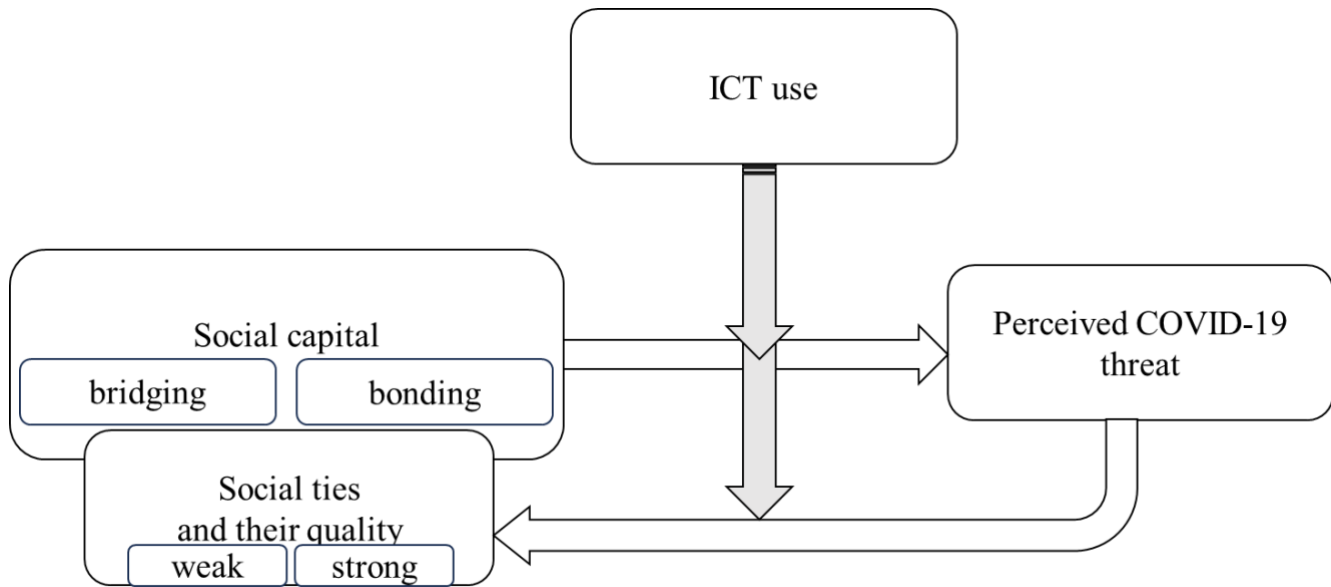 ICT use
Social capital
bridging
bonding
Perceived COVID-19
threat
Social ties
and their quality
weak
strong